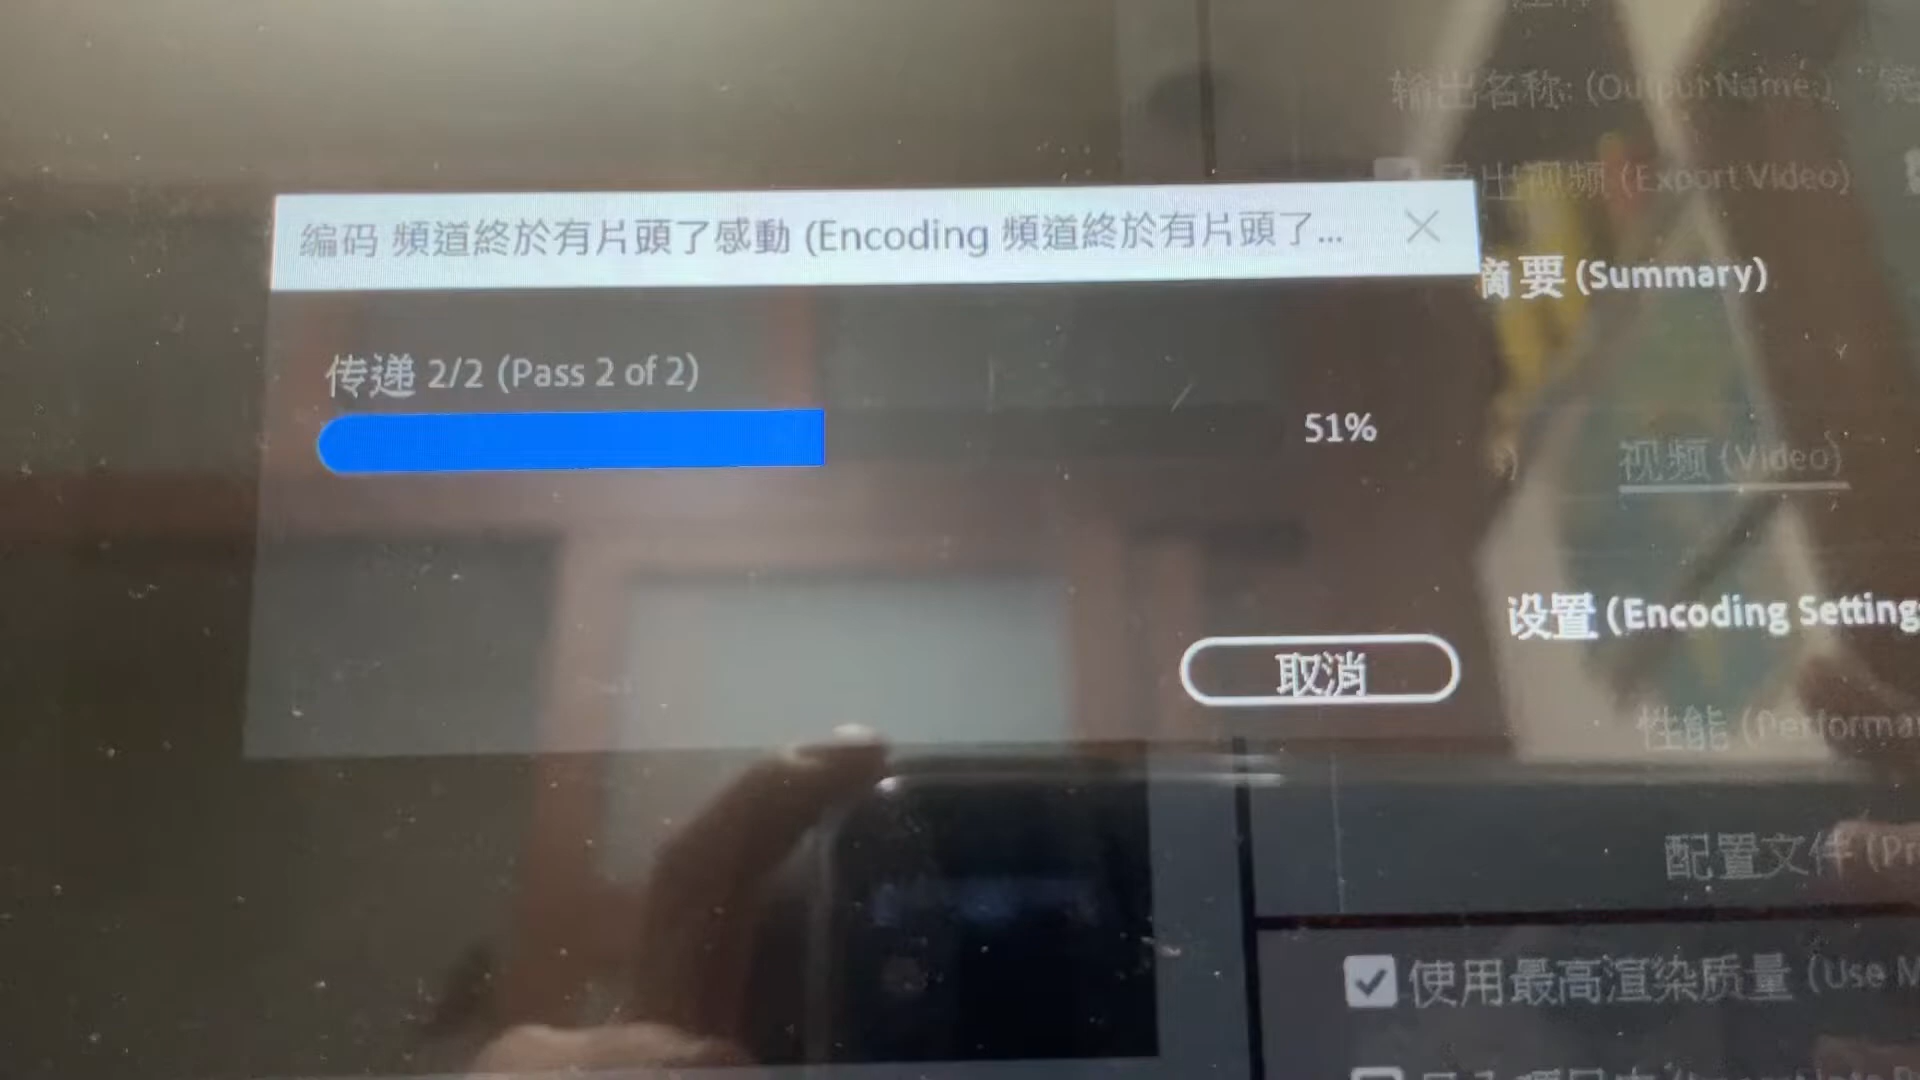 输出名称: (Output Name:)
导出视频 (Export Video)
编码 頻道終於有片頭了感動 (Encoding 頻道終於有片頭了...
摘要 (Summary)
传递 2/2 (Pass 2 of 2)
51%
视频 (Video)
设置 (Encoding Settings
取消
性能 (Performa
配置文件 (Pr
使用最高渲染质量 (Use M